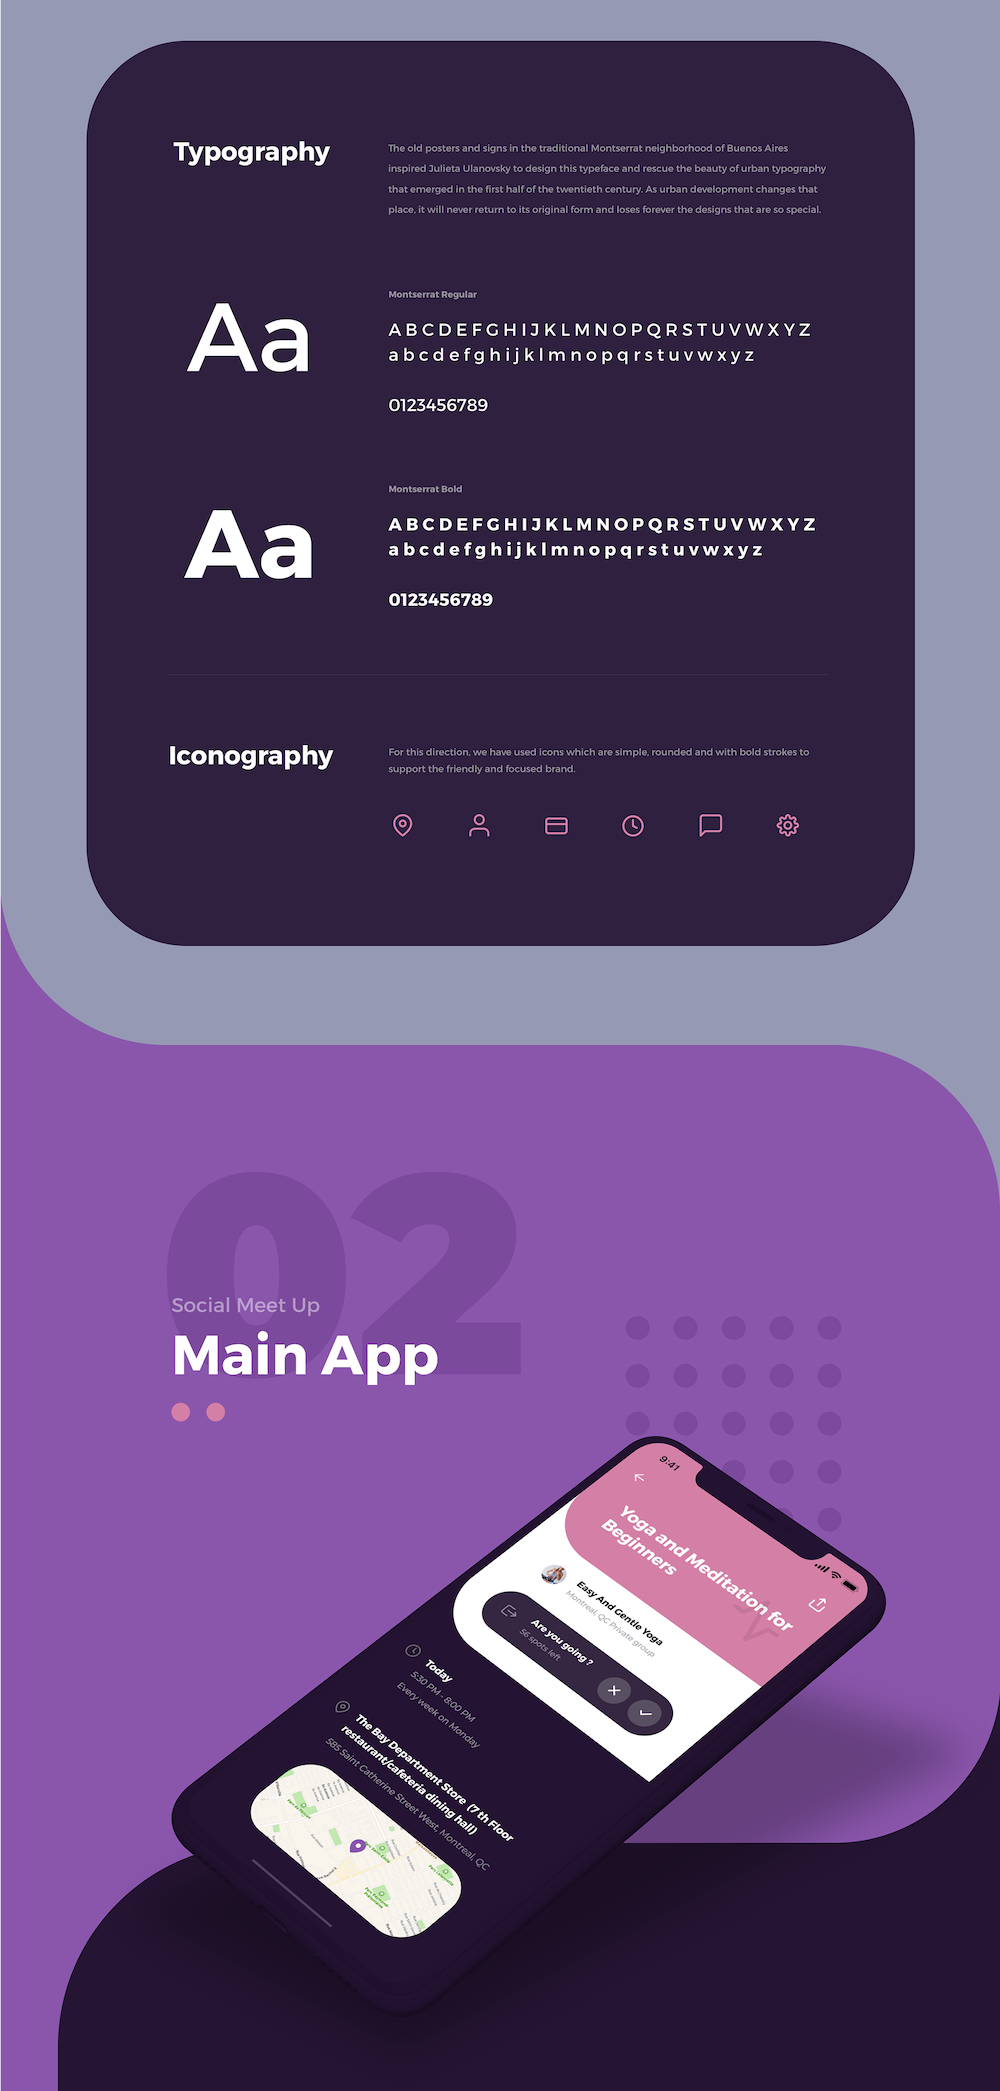 Typography
The old posters and signs in the traditional Montserrat neighborhood of Buenos Aires
inspired Julieta Ulanovsky to design this typeface and rescue the beauty of urban typography
that emerged in the first half of the twentieth century. As urban development changes that
place, it will never return to its original form and loses forever the designs that are so special.
Aa
Montserrat Regular
A B C D E F G H I J K L M N O P Q R S T U V W X Y Z
a b c d e f g h i j k l m n o p q r s t u v w x y z
0123456789
Aa
Montserrat Bold
A B C D E F G H I J K L M N O P Q R S T U V W X Y Z
a b c d e f g h i j k l m n o p q r s t u v w x y z
0123456789
Iconography
For this direction, we have used icons which are simple, rounded and with bold strokes to
support the friendly and focused brand.
02
Social Meet Up
Main App
9:41
Yoga and Meditation for
Beginners
Easy And Gentle Yoga
Montreal, QC Private group
Are you going ?
56 spots left
Today
5:30 PM - 8:00 PM
Every week on Monday
The Bay Department Store (7 th Floor
restaurant/cafeteria dining hall)
585 Saint Catherine Street West, Montreal, QC